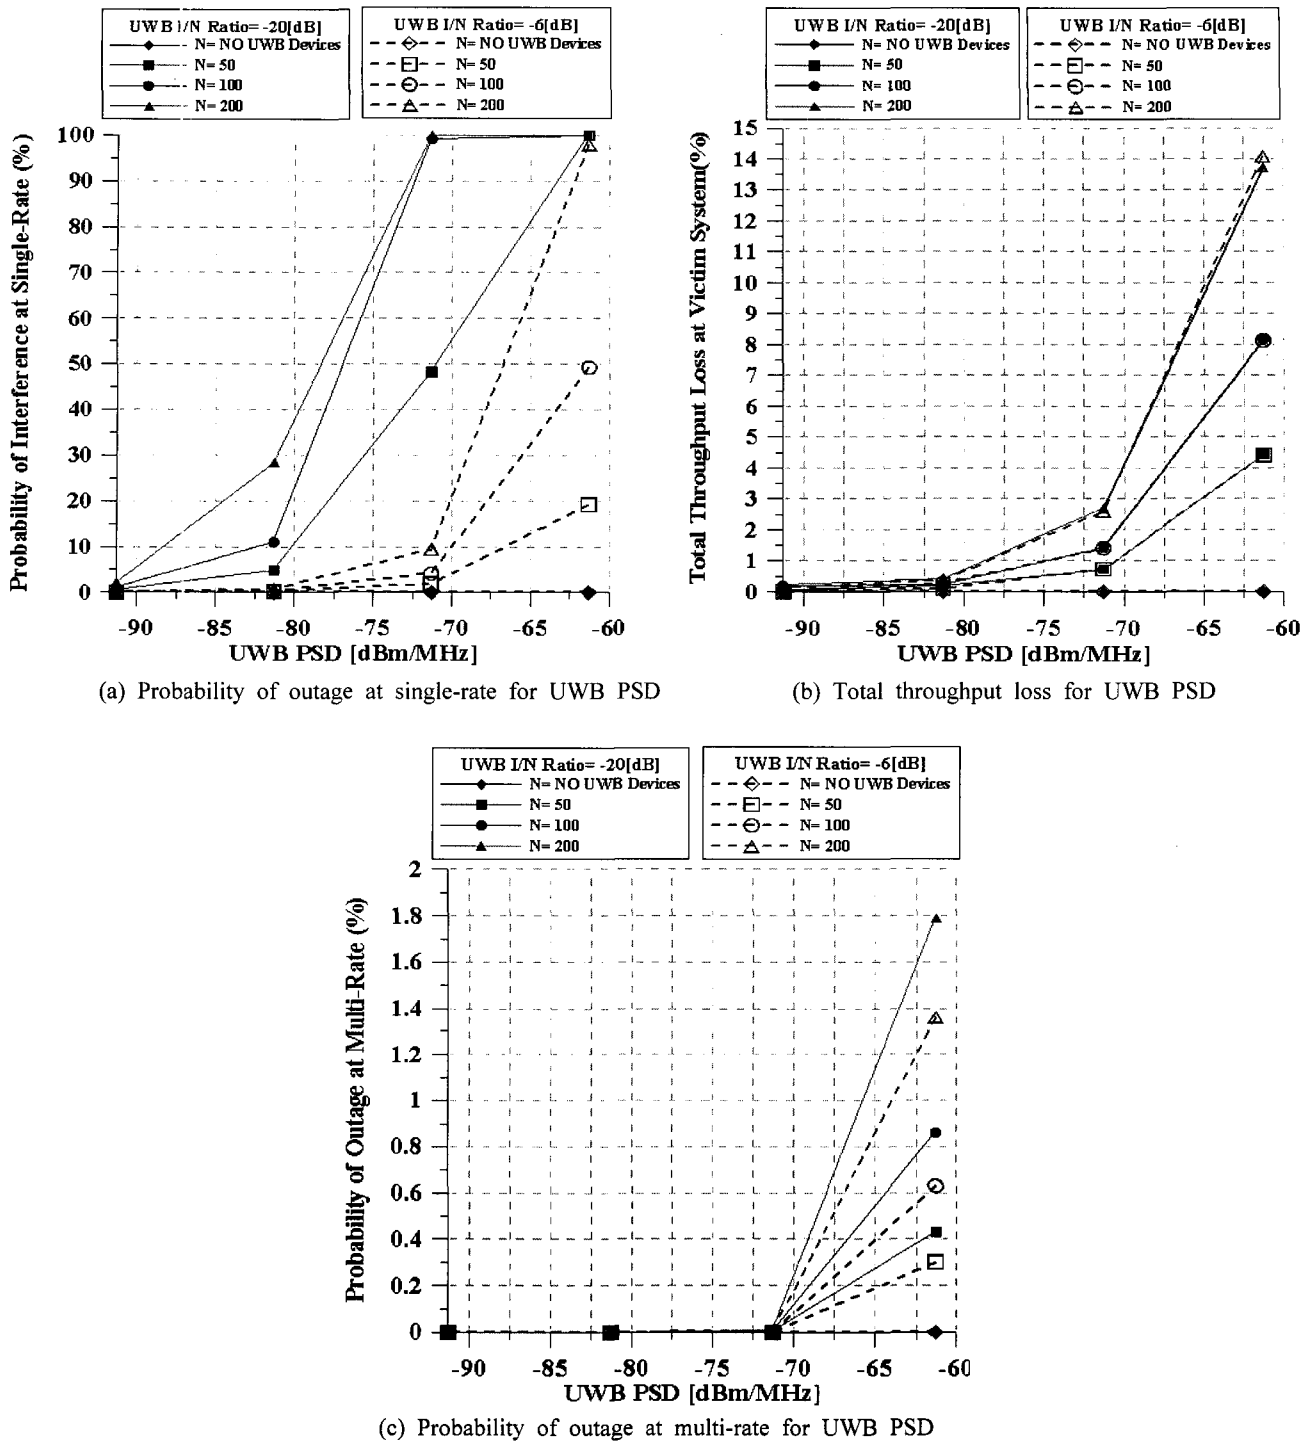 UWB I/N Ratio= -20[dB]
N= NO UWB Devices
N= 50
N= 100
N= 200
UWB I/N Ratio= -6[dB]
N= NO UWB Devices
N= 50
N= 100
N= 200
Probability of Interference at Single-Rate (%)
100
90
80
70
60
50
40
30
20
10
0
-90 -85 -80 -75 -70 -65 -60
UWB PSD [dBm/MHz]
(a) Probability of outage at single-rate for UWB PSD
UWB I/N Ratio= -20[dB]
N= NO UWB Devices
N= 50
N= 100
N= 200
UWB I/N Ratio= -6[dB]
N= NO UWB Devices
N= 50
N= 100
N= 200
Total Throughput Loss at Victim System(%)
15
14
13
12
11
10
9
8
7
6
5
4
3
2
1
0
-90 -85 -80 -75 -70 -65 -60
UWB PSD [dBm/MHz]
(b) Total throughput loss for UWB PSD
UWB I/N Ratio= -20[dB]
N= NO UWB Devices
N= 50
N= 100
N= 200
UWB I/N Ratio= -6[dB]
N= NO UWB Devices
N= 50
N= 100
N= 200
Probability of Outage at Multi-Rate (%)
2
1.8
1.6
1.4
1.2
1
0.8
0.6
0.4
0.2
0
-90 -85 -80 -75 -70 -65 -60
UWB PSD [dBm/MHz]
(c) Probability of outage at multi-rate for UWB PSD